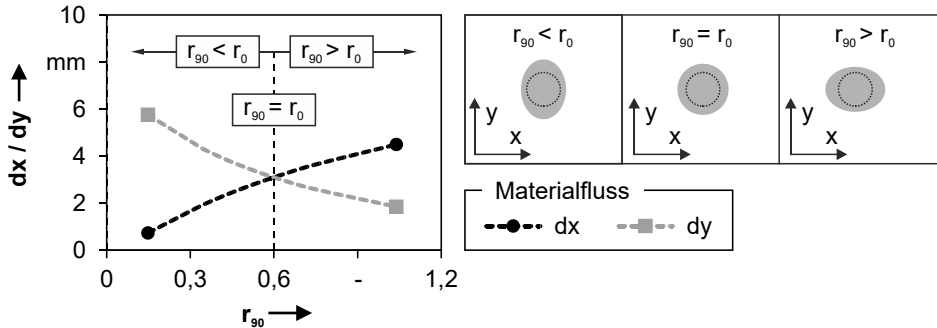 10
mm
6
4
2
0
dx / dy
r90 < r0
r90 > r0
r90 = r0
0
0,3
0,6
-
1,2
r90
r90 < r0
y
x
r90 = r0
y
x
r90 > r0
y
x
Materialfluss
dx
dy